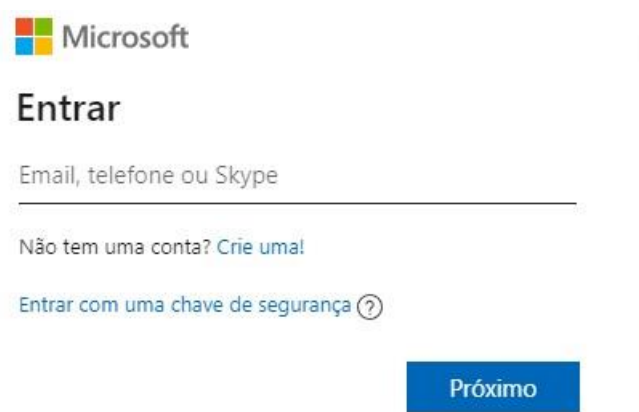 Microsoft
Entrar
Email, telefone ou Skype
Não tem uma conta? Crie uma!
Entrar com uma chave de segurança ?
Próximo